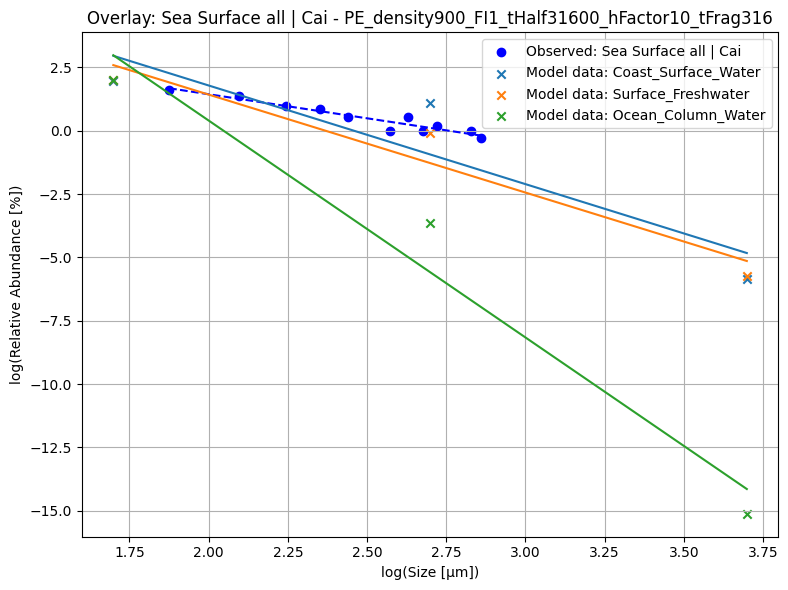 Overlay: Sea Surface all | Cai - PE_density900_FI1_tHalf31600_hFactor10_tFrag316
Observed: Sea Surface all | Cai
Model data: Coast_Surface_Water
Model data: Surface_Freshwater
Model data: Ocean_Column_Water
log(Relative Abundance [%])
2.5
0.0
−2.5
−5.0
−7.5
−10.0
−12.5
−15.0
1.75 2.00 2.25 2.50 2.75 3.00 3.25 3.50 3.75
log(Size [μm])